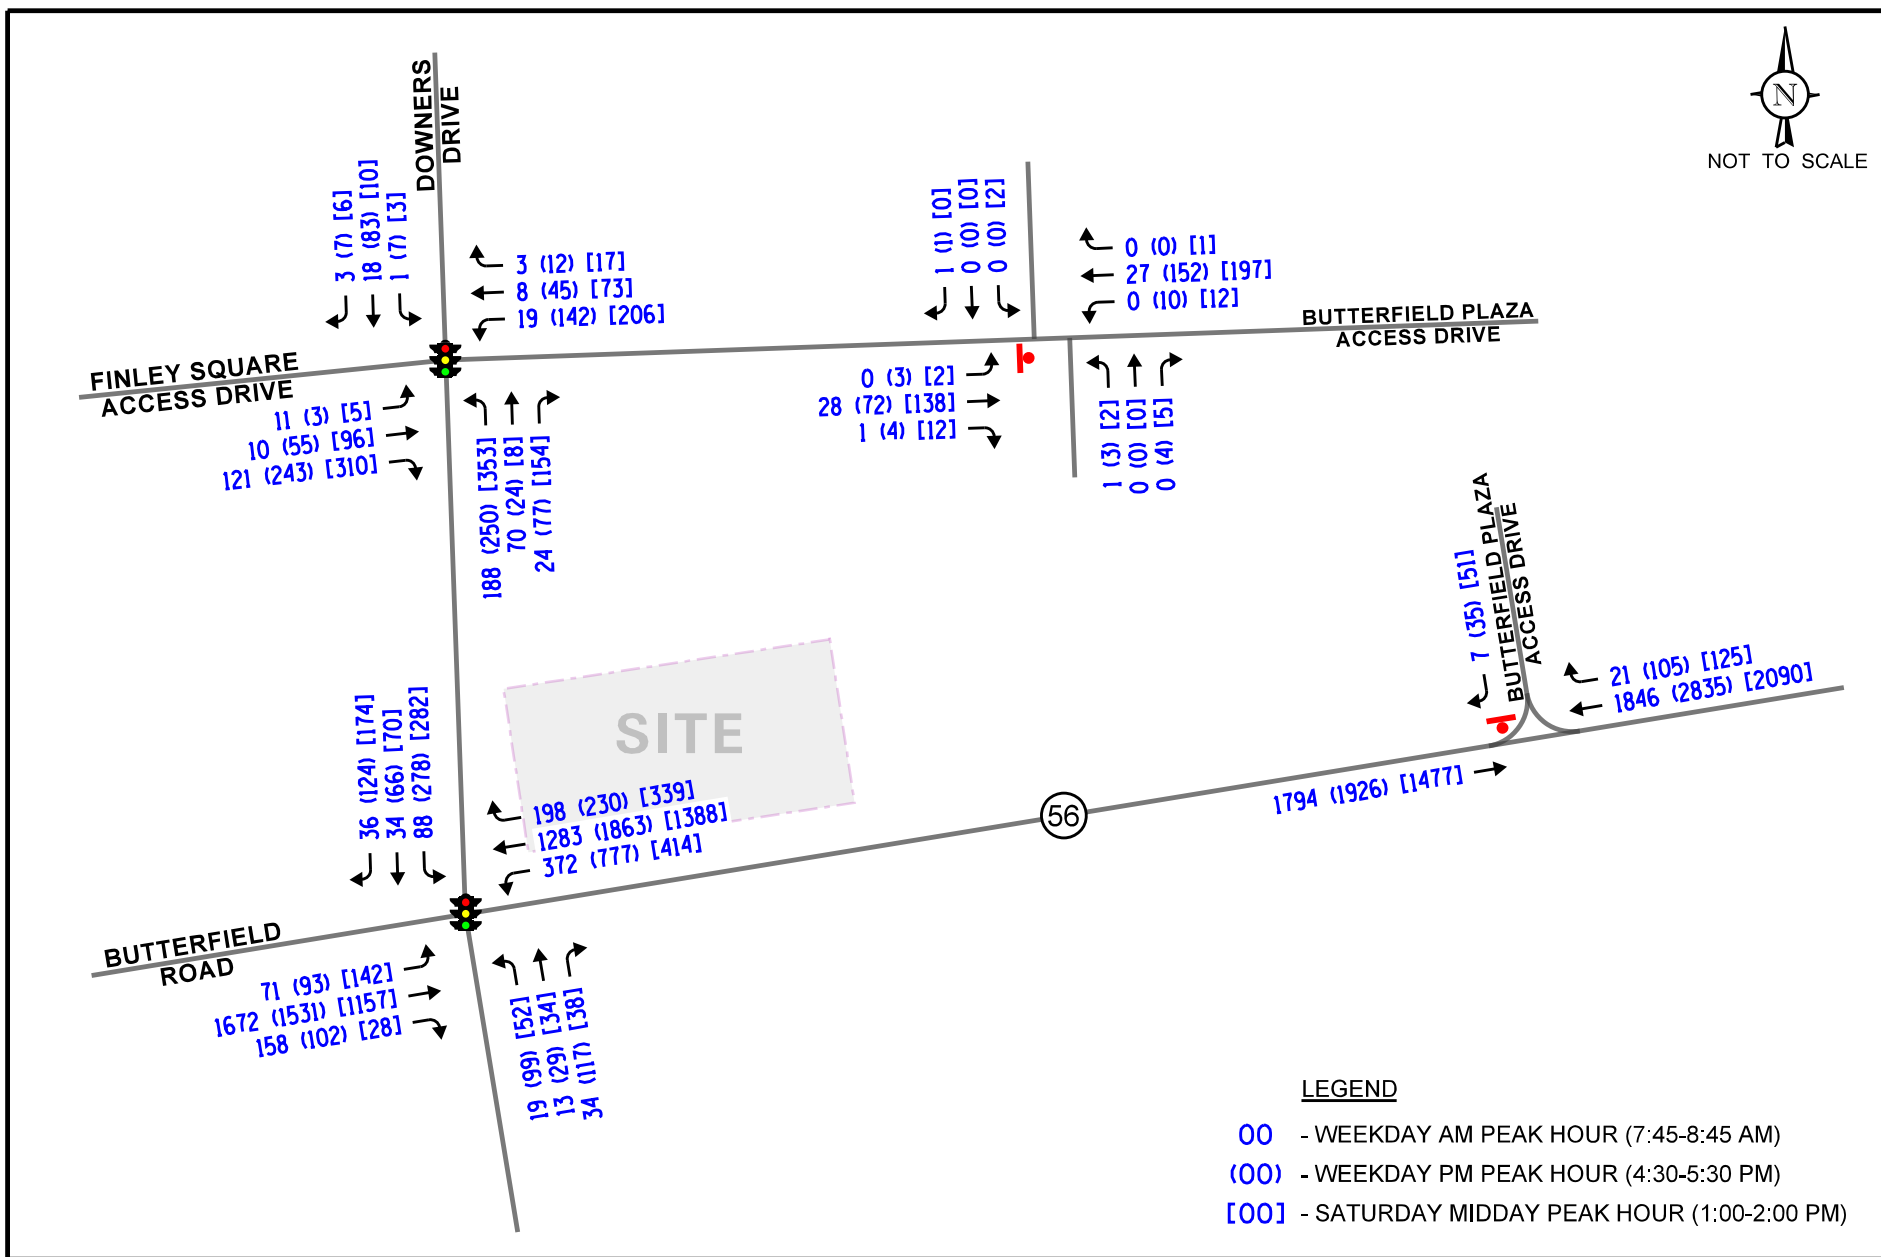 DOWNERS
DRIVE
N
NOT TO SCALE
3 (7) [6]
18 (83) [10]
1 (7) [3]
3 (12) [17]
8 (45) [73]
19 (142) [206]
1 (1) [0]
0 (0) [0]
0 (0) [2]
0 (0) [1]
27 (152) [197]
0 (10) [12]
BUTTERFIELD PLAZA
ACCESS DRIVE
FINLEY SQUARE
ACCESS DRIVE
11 (3) [5]
10 (55) [96]
121 (243) [310]
188 (250) [353]
70 (24) [8]
24 (77) [154]
0 (3) [2]
28 (72) [138]
1 (4) [12]
1 (3) [2]
0 (0) [0]
0 (4) [5]
7 (35) [51]
BUTTERFIELD PLAZA
ACCESS DRIVE
21 (105) [125]
1846 (2835) [2090]
1794 (1926) [1477]
SITE
36 (124) [174]
34 (66) [70]
88 (278) [282]
198 (230) [339]
1283 (1863) [1388]
372 (777) [414]
56
BUTTERFIELD
ROAD
71 (93) [142]
1672 (1531) [1157]
158 (102) [28]
19 (99) [52]
13 (29) [34]
34 (117) [38]
LEGEND
00 - WEEKDAY AM PEAK HOUR (7:45-8:45 AM)
(00) - WEEKDAY PM PEAK HOUR (4:30-5:30 PM)
[00] - SATURDAY MIDDAY PEAK HOUR (1:00-2:00 PM)